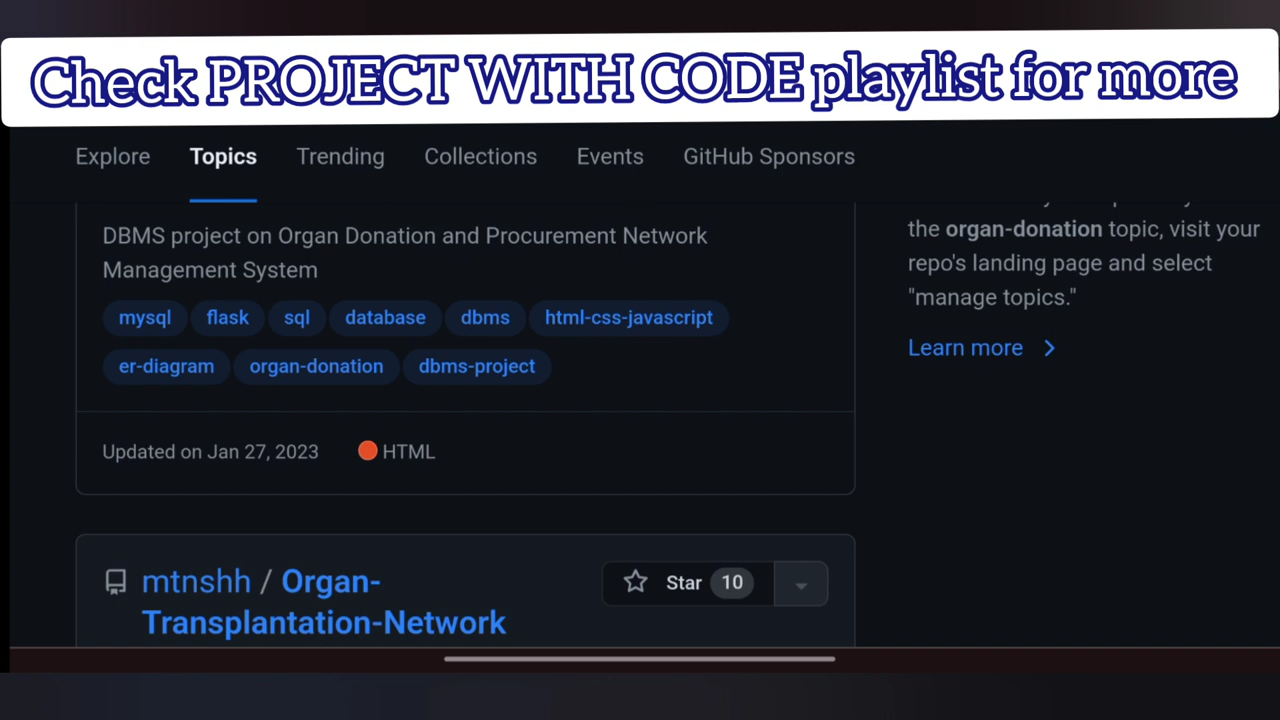 Check PROJECT WITH CODE playlist for more
Explore Topics Trending Collections Events GitHub Sponsors
DBMS project on Organ Donation and Procurement Network
Management System
mysql flask sql database dbms html-css-javascript
er-diagram organ-donation dbms-project
Updated on Jan 27, 2023 HTML
the organ-donation topic, visit your
repo's landing page and select
"manage topics."
Learn more
mtnshh / Organ-
Transplantation-Network
Star 10